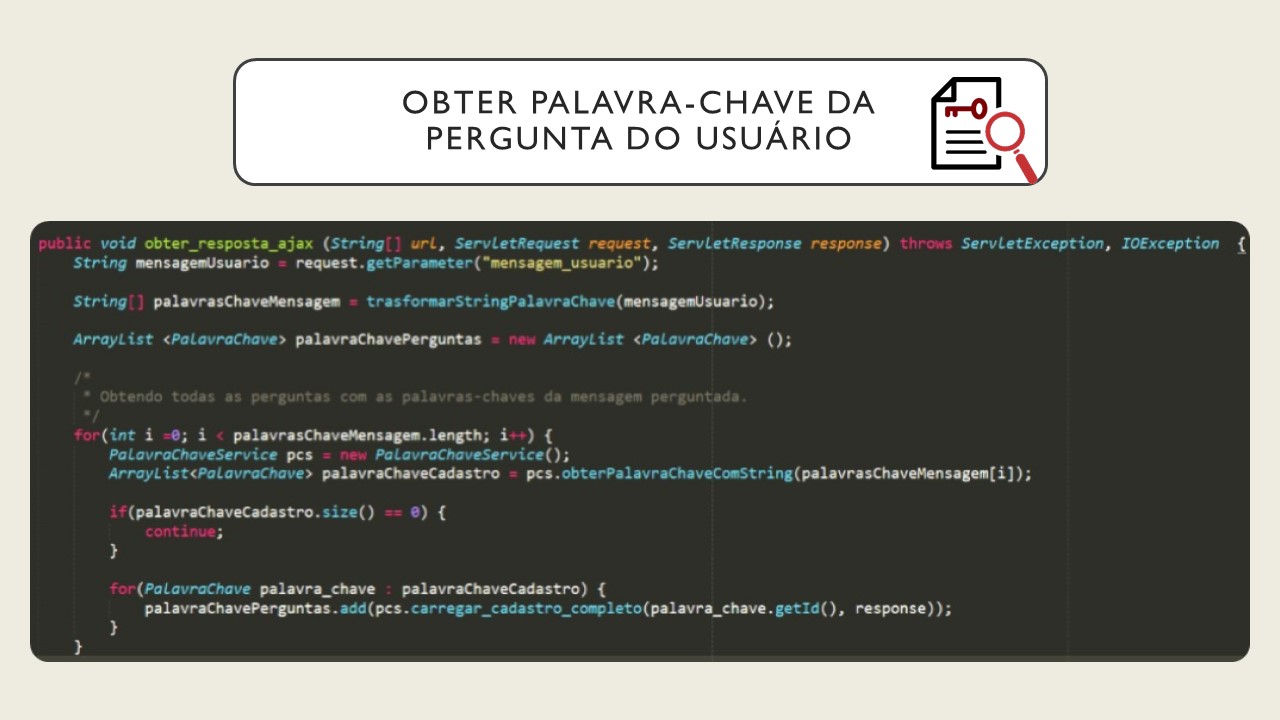 OBTER PALAVRA-CHAVE DA
PERGUNTA DO USUÁRIO
public void obter_resposta_ajax (String[] url, ServletRequest request, ServletResponse response) throws ServletException, IOException {
String mensagemUsuario = request.getParameter("mensagem_usuario");
String[] palavrasChaveMensagem = trasformarStringPalavraChave(mensagemUsuario);
ArrayList <PalavraChave> palavraChavePerguntas = new ArrayList <PalavraChave> ();
/*
* Obtendo todas as perguntas com as palavras-chaves da mensagem perguntada.
*/
for(int i =0; i < palavrasChaveMensagem.length; i++) {
PalavraChaveService pcs = new PalavraChaveService();
ArrayList<PalavraChave> palavraChaveCadastro = pcs.obterPalavraChaveComString(palavrasChaveMensagem[i]);
if(palavraChaveCadastro.size() == 0) {
continue;
}
for(PalavraChave palavra_chave : palavraChaveCadastro) {
palavraChavePerguntas.add(pcs.carregar_cadastro_completo(palavra_chave.getId(), response));
}
}